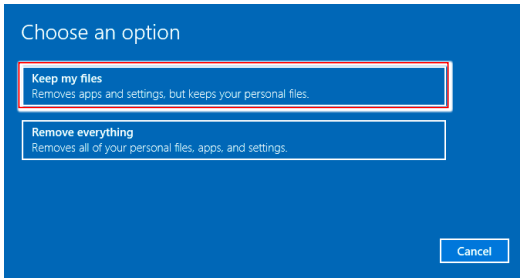 Choose an option
Keep my files
Removes apps and settings, but keeps your personal files.
Remove everything
Removes all of your personal files, apps, and settings.
Cancel